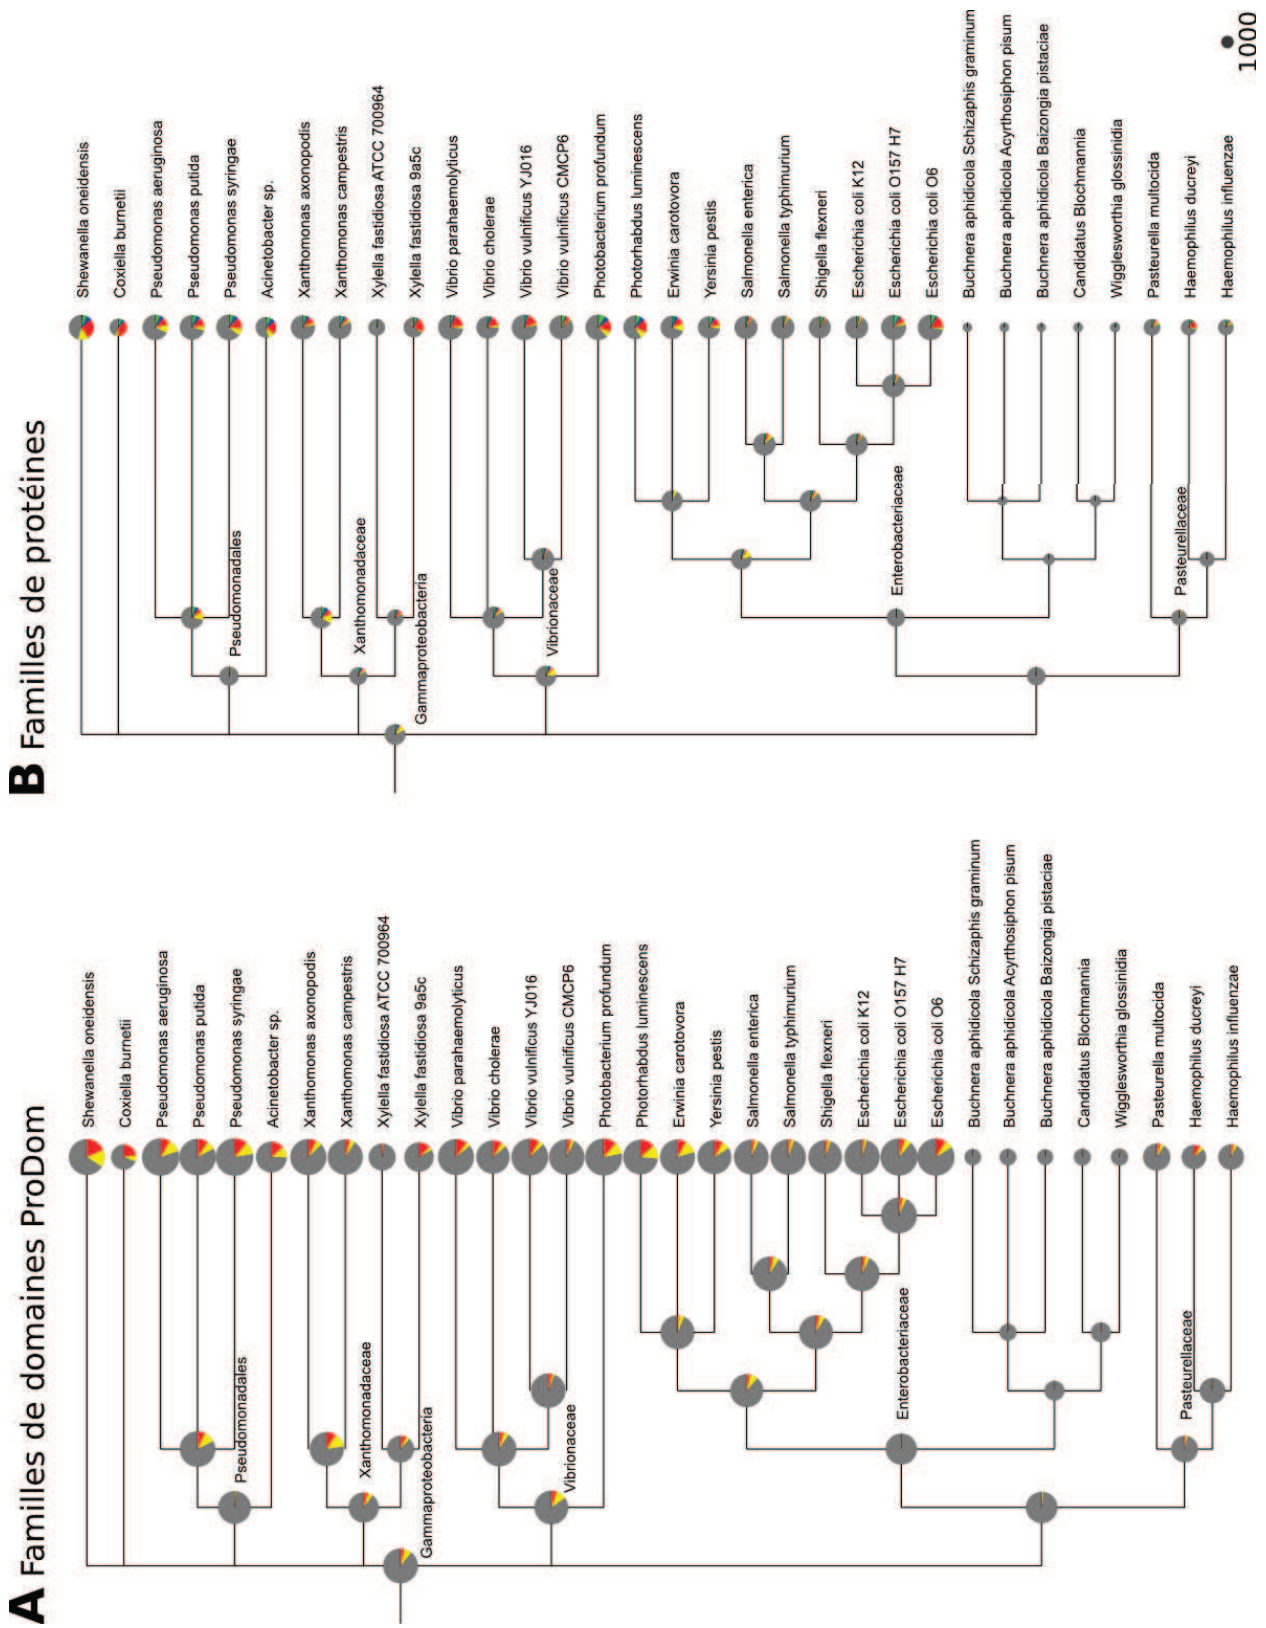 A Familles de domaines ProDom
Shewanella oneidensis
Coxiella burnetii
Pseudomonas aeruginosa
Pseudomonas putida
Pseudomonas syringae
Pseudomonadales
Acinetobacter sp.
Xanthomonas axonopodis
Xanthomonas campestris
Xanthomonadaceae
Xylella fastidiosa ATCC 700964
Xylella fastidiosa 9a5c
Gammaproteobacteria
Vibrio parahaemolyticus
Vibrio cholerae
Vibrio vulnificus YJ016
Vibrio vulnificus CMCP6
Vibrionaceae
Photobacterium profundum
Photorhabdus luminescens
Erwinia carotovora
Yersinia pestis
Salmonella enterica
Salmonella typhimurium
Shigella flexneri
Escherichia coli K12
Escherichia coli O157 H7
Enterobacteriaceae
Escherichia coli O6
Buchnera aphidicola Schizaphis graminum
Buchnera aphidicola Acyrthosiphon pisum
Buchnera aphidicola Baizongia pistaciae
Candidatus Blochmannia
Wigglesworthia glossinidia
Pasteurella multocida
Pasteurellaceae
Haemophilus ducreyi
Haemophilus influenzae
B Familles de protéines
Shewanella oneidensis
Coxiella burnetii
Pseudomonas aeruginosa
Pseudomonas putida
Pseudomonas syringae
Pseudomonadales
Acinetobacter sp.
Xanthomonas axonopodis
Xanthomonas campestris
Xanthomonadaceae
Xylella fastidiosa ATCC 700964
Xylella fastidiosa 9a5c
Gammaproteobacteria
Vibrio parahaemolyticus
Vibrio cholerae
Vibrio vulnificus YJ016
Vibrio vulnificus CMCP6
Vibrionaceae
Photobacterium profundum
Photorhabdus luminescens
Erwinia carotovora
Yersinia pestis
Salmonella enterica
Salmonella typhimurium
Shigella flexneri
Escherichia coli K12
Escherichia coli O157 H7
Enterobacteriaceae
Escherichia coli O6
Buchnera aphidicola Schizaphis graminum
Buchnera aphidicola Acyrthosiphon pisum
Buchnera aphidicola Baizongia pistaciae
Candidatus Blochmannia
Wigglesworthia glossinidia
Pasteurella multocida
Pasteurellaceae
Haemophilus ducreyi
Haemophilus influenzae
1000